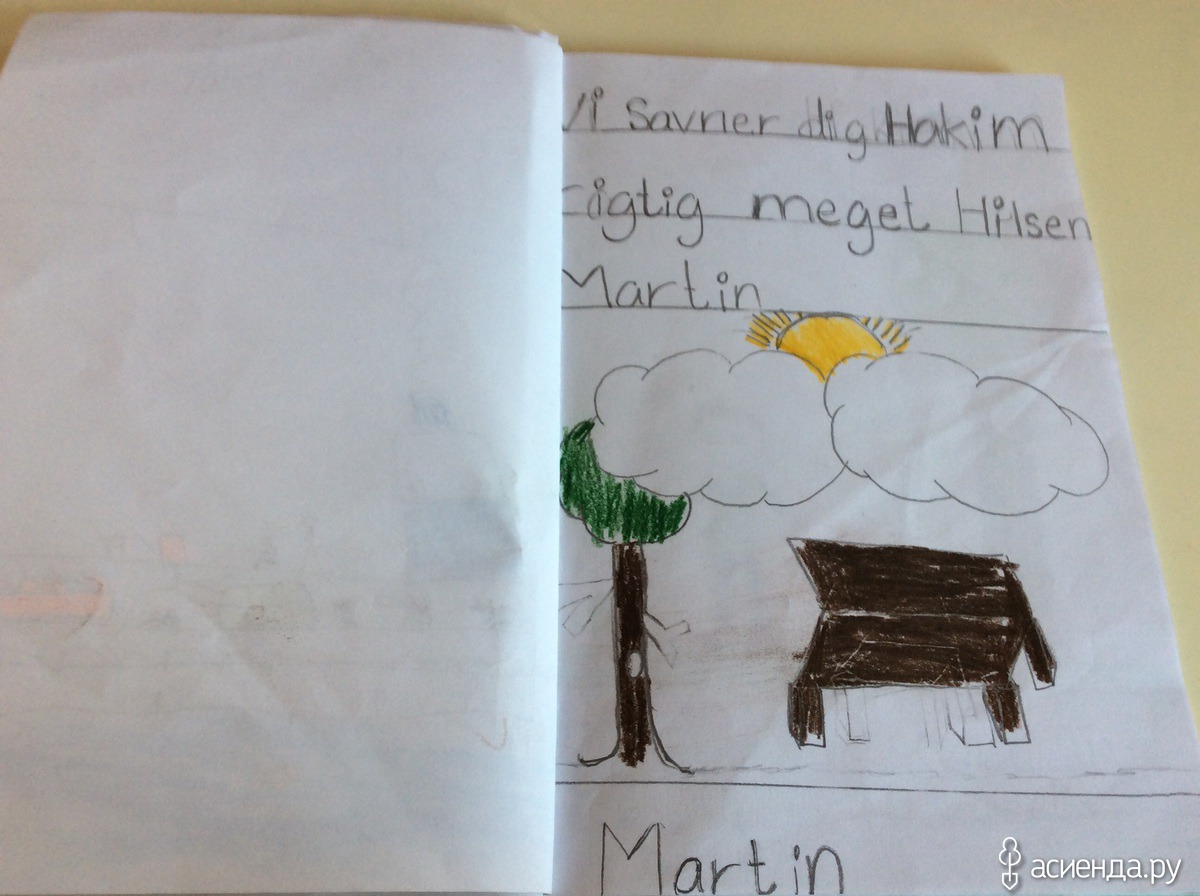 Vi Savner dig Hakim
rigtig meget Hilsen
Martin
Martin
асиенда.ру